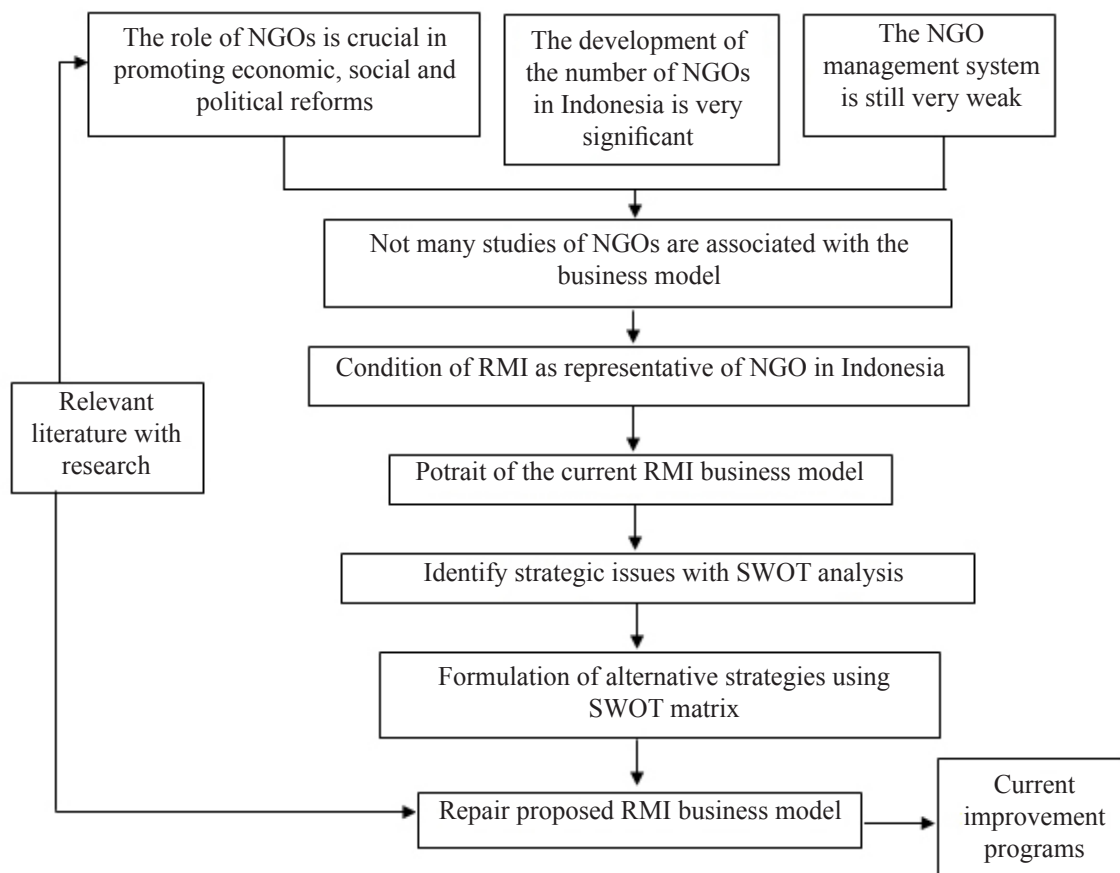 The role of NGOs is crucial in
promoting economic, social and
political reforms
The development of
the number of NGOs
in Indonesia is very
significant
The NGO
management system
is still very weak
Not many studies of NGOs are associated with the
business model
Condition of RMI as representative of NGO in Indonesia
Relevant
literature with
research
Potrait of the current RMI business model
Identify strategic issues with SWOT analysis
Formulation of alternative strategies using
SWOT matrix
Repair proposed RMI business model
Current
improvement
programs